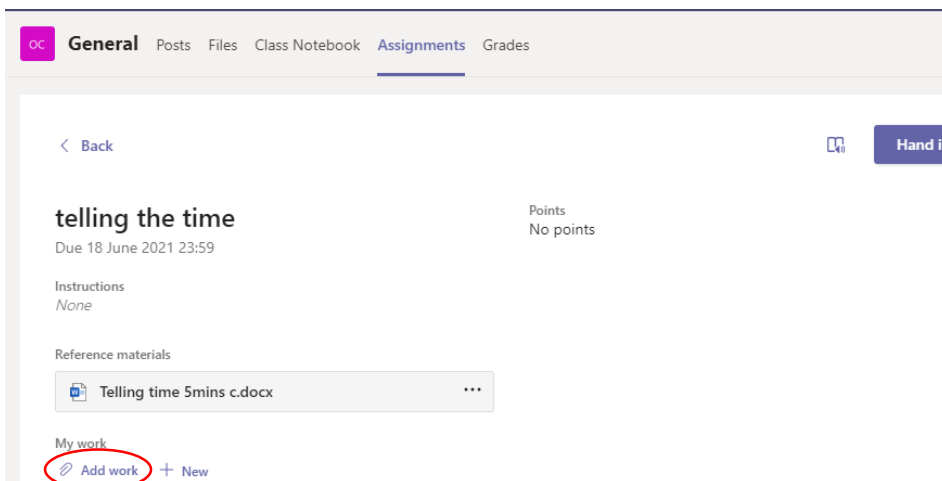 OC General Posts Files Class Notebook Assignments Grades
Back
Hand i
telling the time
Due 18 June 2021 23:59
Points
No points
Instructions
None
Reference materials
Telling time 5mins c.docx
My work
Add work + New